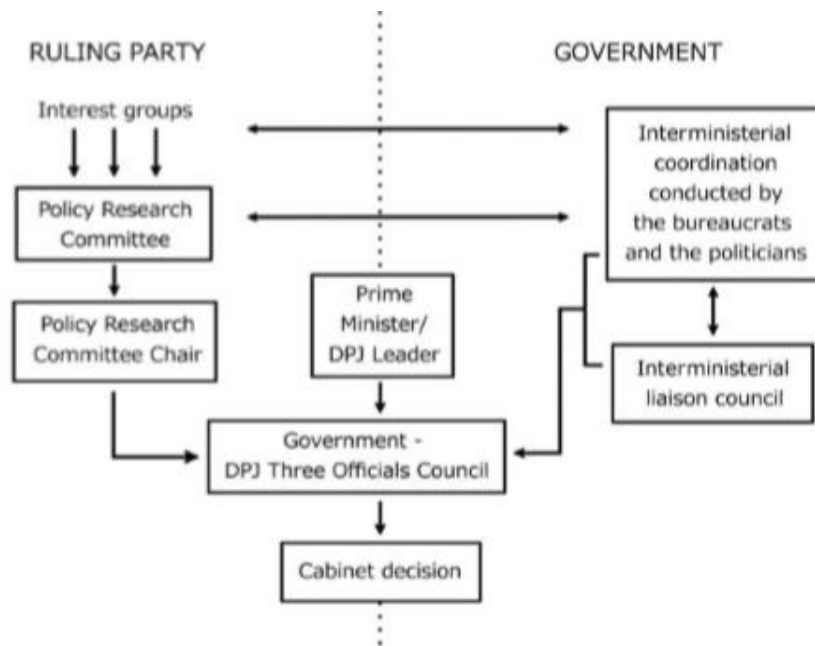 RULING PARTY
GOVERNMENT
Interest groups
Policy Research
Committee
Policy Research
Committee Chair
Prime
Minister/
DPJ Leader
Interministerial
coordination
conducted by
the bureaucrats
and the politicians
Interministerial
liaison council
Government -
DPJ Three Officials Council
Cabinet decision